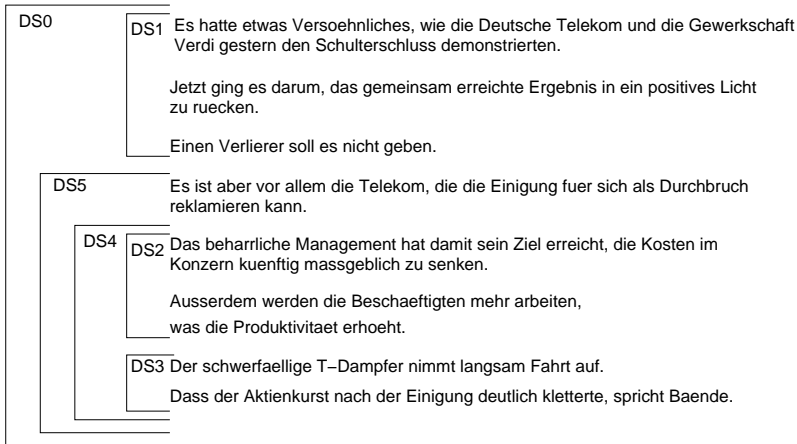 DS0
DS1 Es hatte etwas Versoehnliches, wie die Deutsche Telekom und die Gewerkschaft
Verdi gestern den Schulterschluss demonstrierten.
Jetzt ging es darum, das gemeinsam erreichte Ergebnis in ein positives Licht
zu ruecken.
Einen Verlierer soll es nicht geben.
DS5 Es ist aber vor allem die Telekom, die die Einigung fuer sich als Durchbruch
reklamieren kann.
DS4 DS2 Das beharrliche Management hat damit sein Ziel erreicht, die Kosten im
Konzern kuenftig massgeblich zu senken.
Ausserdem werden die Beschaeftigten mehr arbeiten,
was die Produktivitaet erhoeht.
DS3 Der schwerfaellige T−Dampfer nimmt langsam Fahrt auf.
Dass der Aktienkurst nach der Einigung deutlich kletterte, spricht Baende.